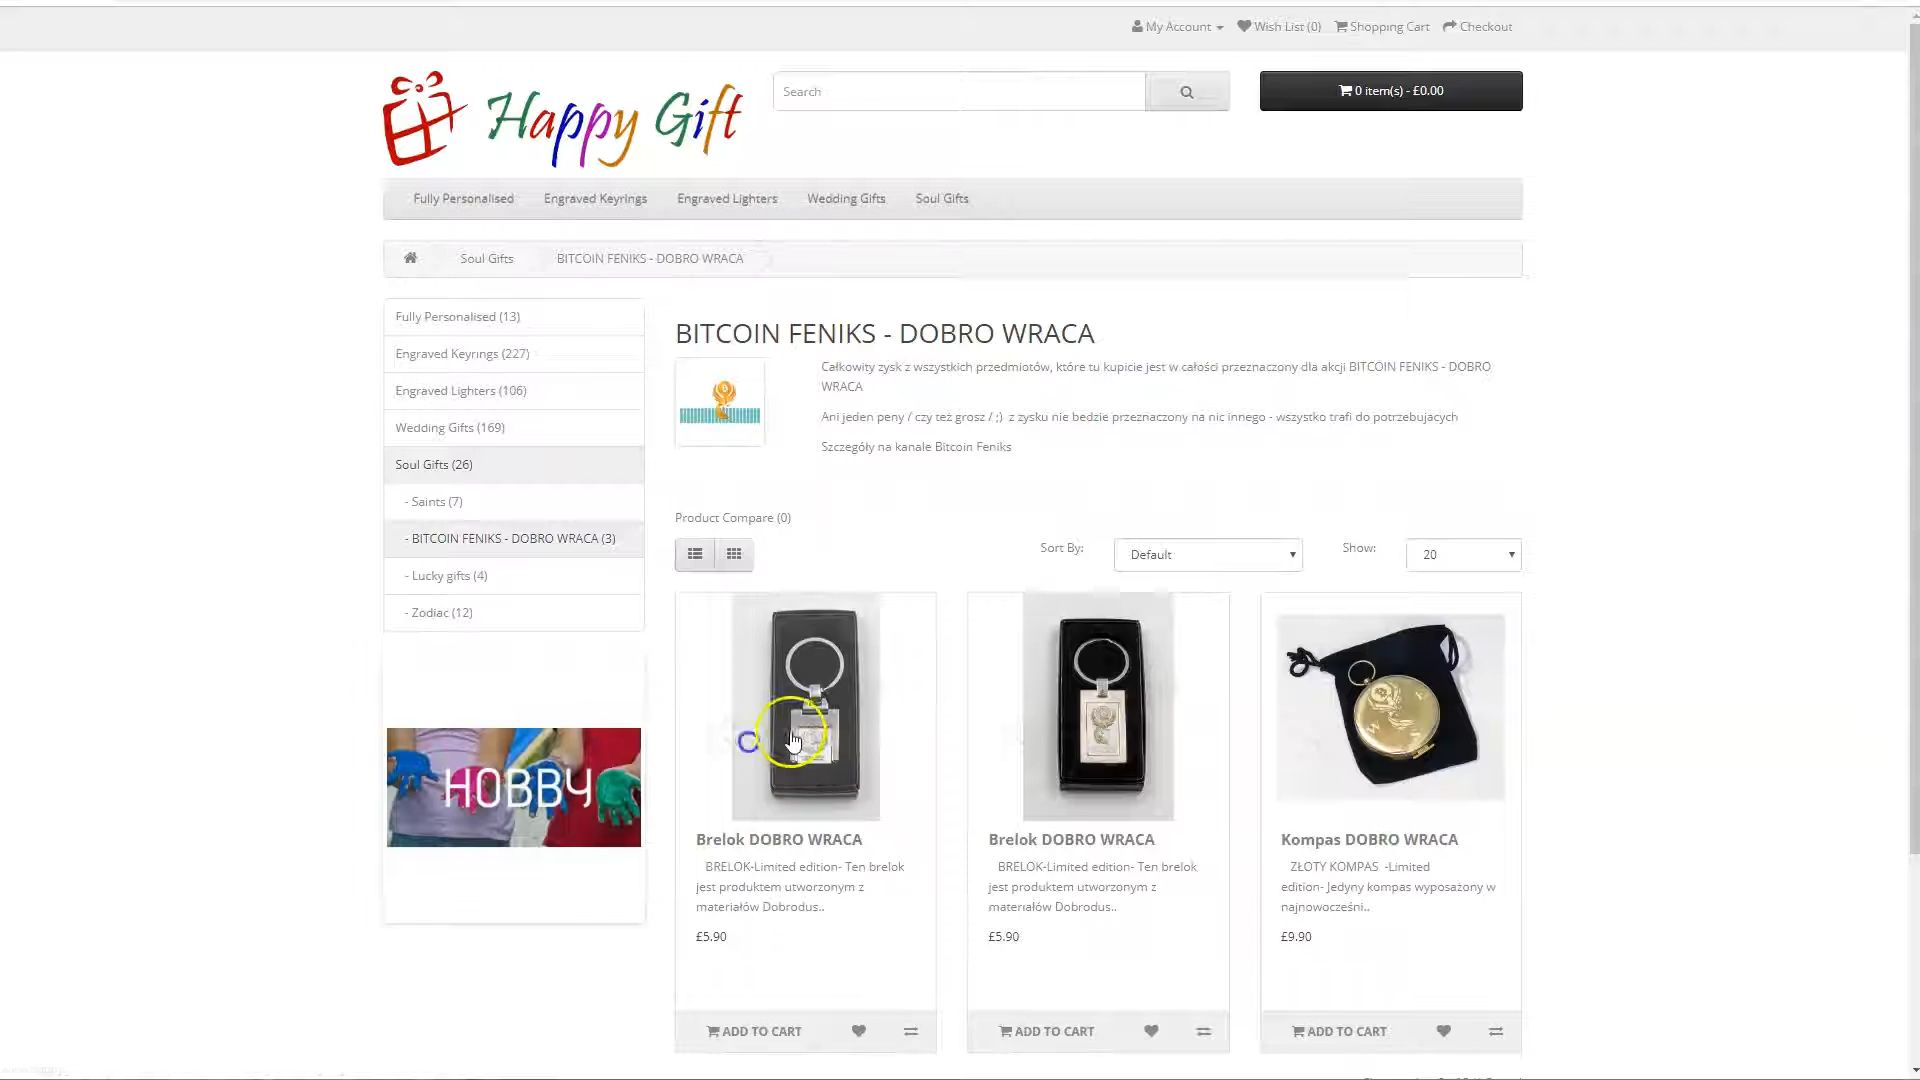 My Account
Wish List (0)
Shopping Cart
Checkout
Happy Gift
Search
0 item(s) - £0.00
Fully Personalised
Engraved Keyrings
Engraved Lighters
Wedding Gifts
Soul Gifts
Soul Gifts
BITCOIN FENIKS - DOBRO WRACA
Fully Personalised (13)
Engraved Keyrings (227)
Engraved Lighters (106)
Wedding Gifts (169)
Soul Gifts (26)
- Saints (7)
- BITCOIN FENIKS - DOBRO WRACA (3)
- Lucky gifts (4)
- Zodiac (12)
HOBBY
BITCOIN FENIKS - DOBRO WRACA
Całkowity zysk z wszystkich przedmiotów, które tu kupicie jest w całości przeznaczony dla akcji BITCOIN FENIKS - DOBRO
WRACA
Ani jeden peny / czy też grosz / ;)  z zysku nie bedzie przeznaczony na nic innego - wszystko trafi do potrzebujacych
Szczegóły na kanale Bitcoin Feniks
Product Compare (0)
Sort By:
Default
Show:
20
Brelok DOBRO WRACA
BRELOK-Limited edition- Ten brelok
jest produktem utworzonym z
materiałów Dobrodus..
£5.90
ADD TO CART
Brelok DOBRO WRACA
BRELOK-Limited edition- Ten brelok
jest produktem utworzonym z
materiałów Dobrodus..
£5.90
ADD TO CART
Kompas DOBRO WRACA
ZŁOTY KOMPAS  -Limited
edition- Jedyny kompas wyposażony w
najnowocześni..
£9.90
ADD TO CART